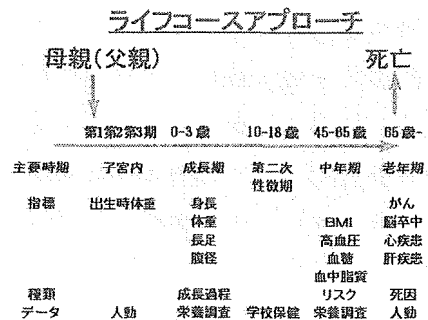 ライフコースアプローチ
母親(父親) 死亡
第1第2第3期 0-3歳 10-18歳 45-65歳 65歳-
主要時期 子宮内 成長期 第二次 中年期 老年期
性徴期
指標 出生時体重 身長 がん
体重 BMI 脳卒中
長足 高血圧 心疾患
腹径 血糖 肝疾患
血中脂質
種類 成長過程 リスク 死因
データ 人動 栄養調査 学校保健 栄養調査 人動